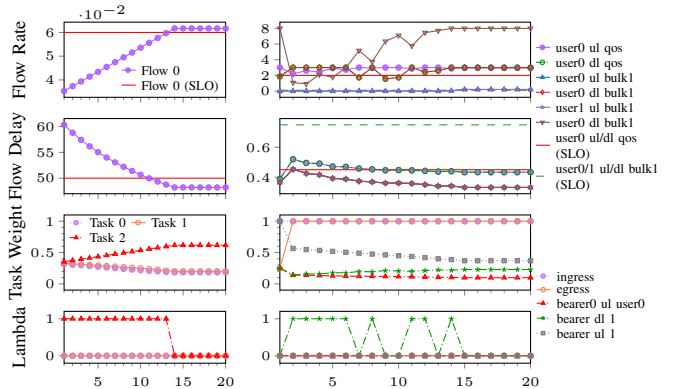 ·10⁻²
Flow Rate
6
5
4
Flow 0
Flow 0 (SLO)
8
6
4
2
0
user0 ul qos
user0 dl qos
user0 ul bulk1
user0 dl bulk1
user1 ul bulk1
user0 dl bulk1
user0 ul/dl qos
(SLO)
user0/1 ul/dl bulk1
(SLO)
Flow Delay
60
55
50
0.6
0.4
Task Weight
1
0.5
0
Task 0
Task 1
Task 2
1
0.5
0
ingress
egress
bearer0 ul user0
bearer dl 1
bearer ul 1
Lambda
1
0
1
0
5 10 15 20
5 10 15 20